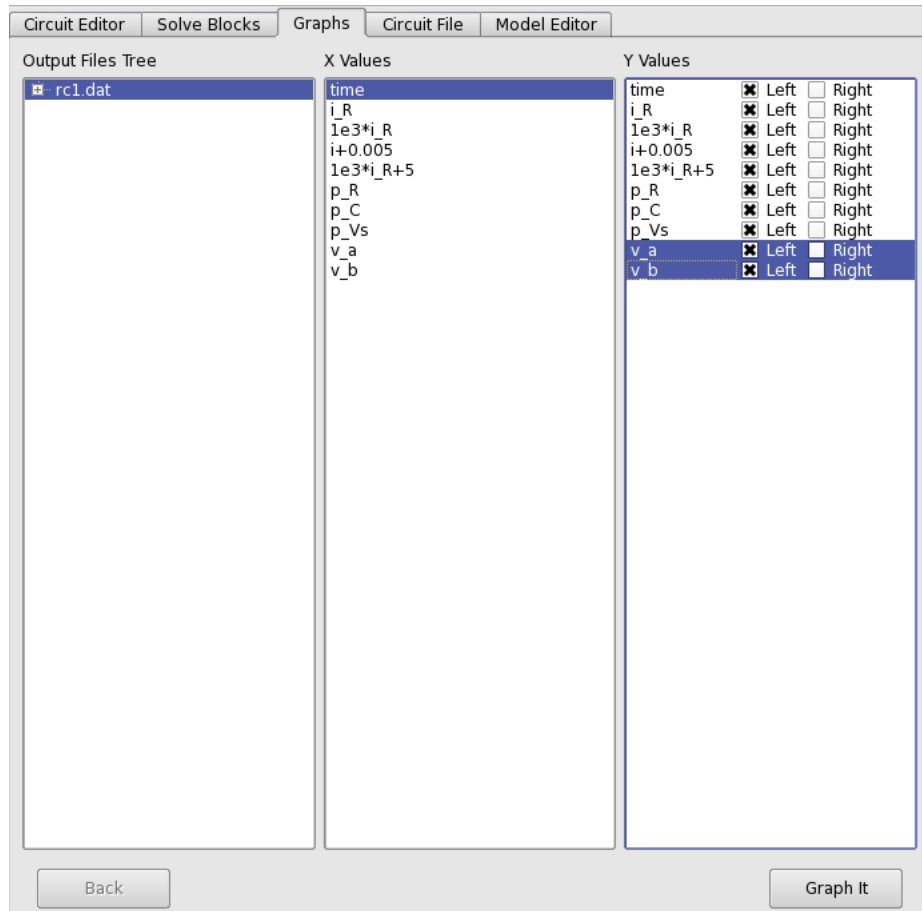 Circuit Editor Solve Blocks Graphs Circuit File Model Editor
Output Files Tree
rc1.dat
X Values
time
i_R
1e3*i_R
i+0.005
1e3*i_R+5
p_R
p_C
p_Vs
v_a
v_b
Y Values
time Left Right
i_R Left Right
1e3*i_R Left Right
i+0.005 Left Right
1e3*i_R+5 Left Right
p_R Left Right
p_C Left Right
p_Vs Left Right
v_a Left Right
v_b Left Right
Back Graph It